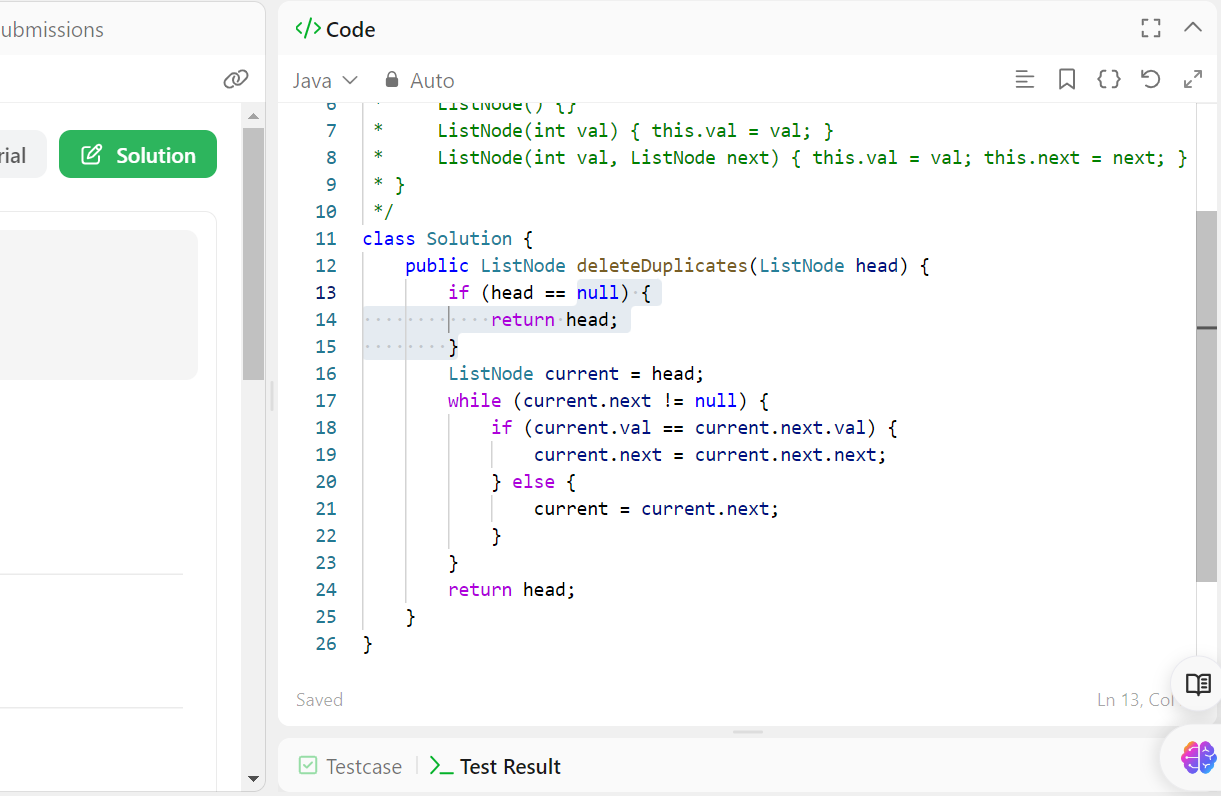 ubmissions
</> Code
Java Auto
rial Solution
6 * ListNode() {}
7 * ListNode(int val) { this.val = val; }
8 * ListNode(int val, ListNode next) { this.val = val; this.next = next; }
9 * }
10 */
11 class Solution {
12 public ListNode deleteDuplicates(ListNode head) {
13 if (head == null) {
14 return head;
15 }
16 ListNode current = head;
17 while (current.next != null) {
18 if (current.val == current.next.val) {
19 current.next = current.next.next;
20 } else {
21 current = current.next;
22 }
23 }
24 return head;
25 }
26 }
Saved Ln 13, Col
Testcase >_ Test Result